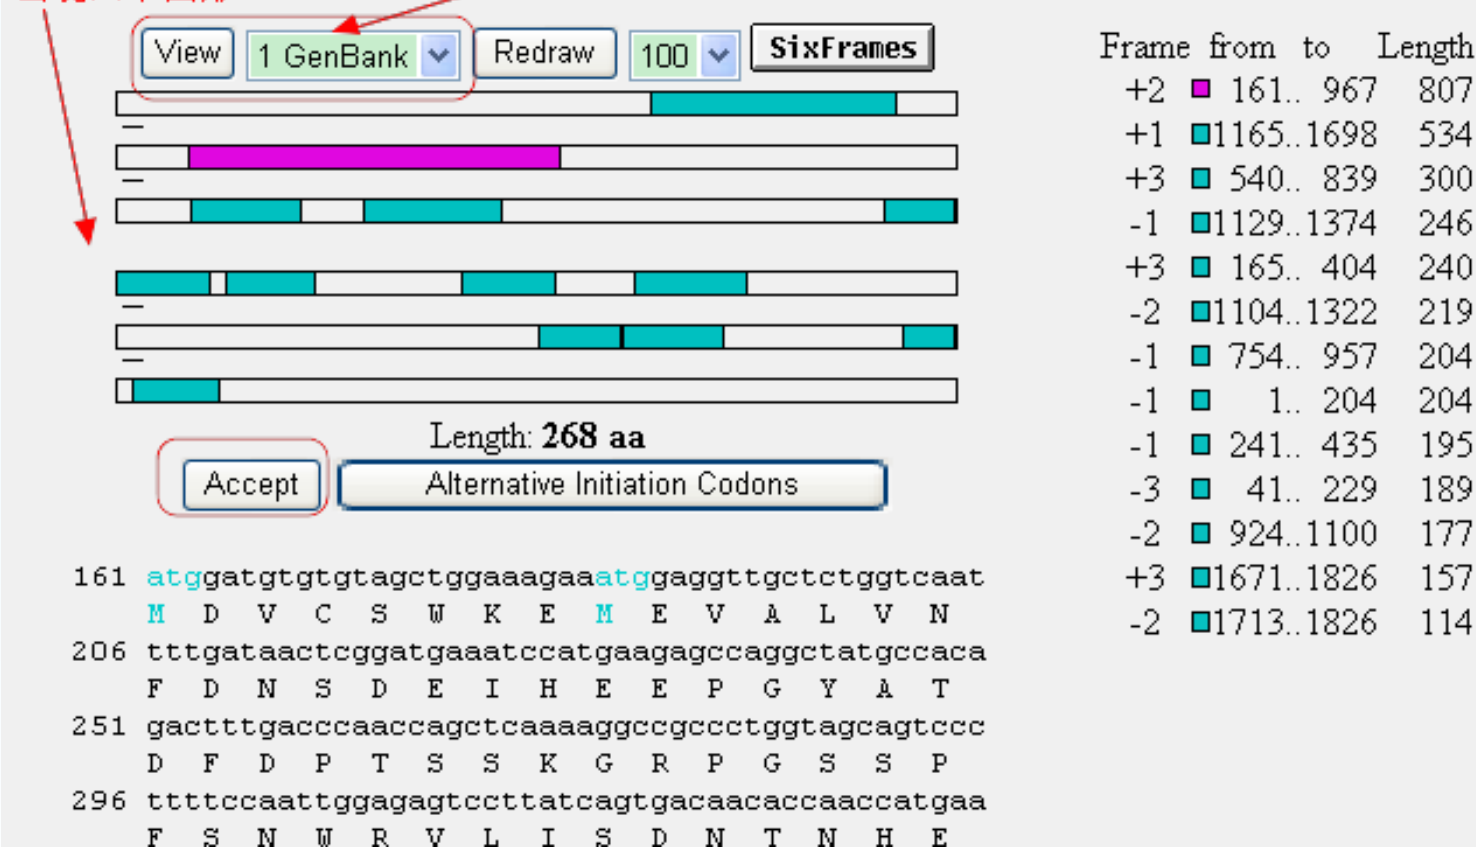 View 1 GenBank Redraw 100 SixFrames
Length: 268 aa
Accept Alternative Initiation Codons
161 atggatgtgtgtagctggaaagaaatggaggttgctctggtcaat
M D V C S W K E M E V A L V N
206 tttgataactcggatgaaatccatgaagagccaggctatgccaca
F D N S D E I H E E P G Y A T
251 gactttgacccaaccagctcaaaaggccgccctggtagcagtccc
D F D P T S S K G R P G S S P
296 ttttccaattggagagtccttatcagtgacaacaccaaccatgaa
F S N W R V L I S D N T N H E
Frame from to Length
+2 161.. 967 807
+1 1165..1698 534
+3 540.. 839 300
-1 1129..1374 246
+3 165.. 404 240
-2 1104..1322 219
-1 754.. 957 204
-1 1.. 204 204
-1 241.. 435 195
-3 41.. 229 189
-2 924..1100 177
+3 1671..1826 157
-2 1713..1826 114